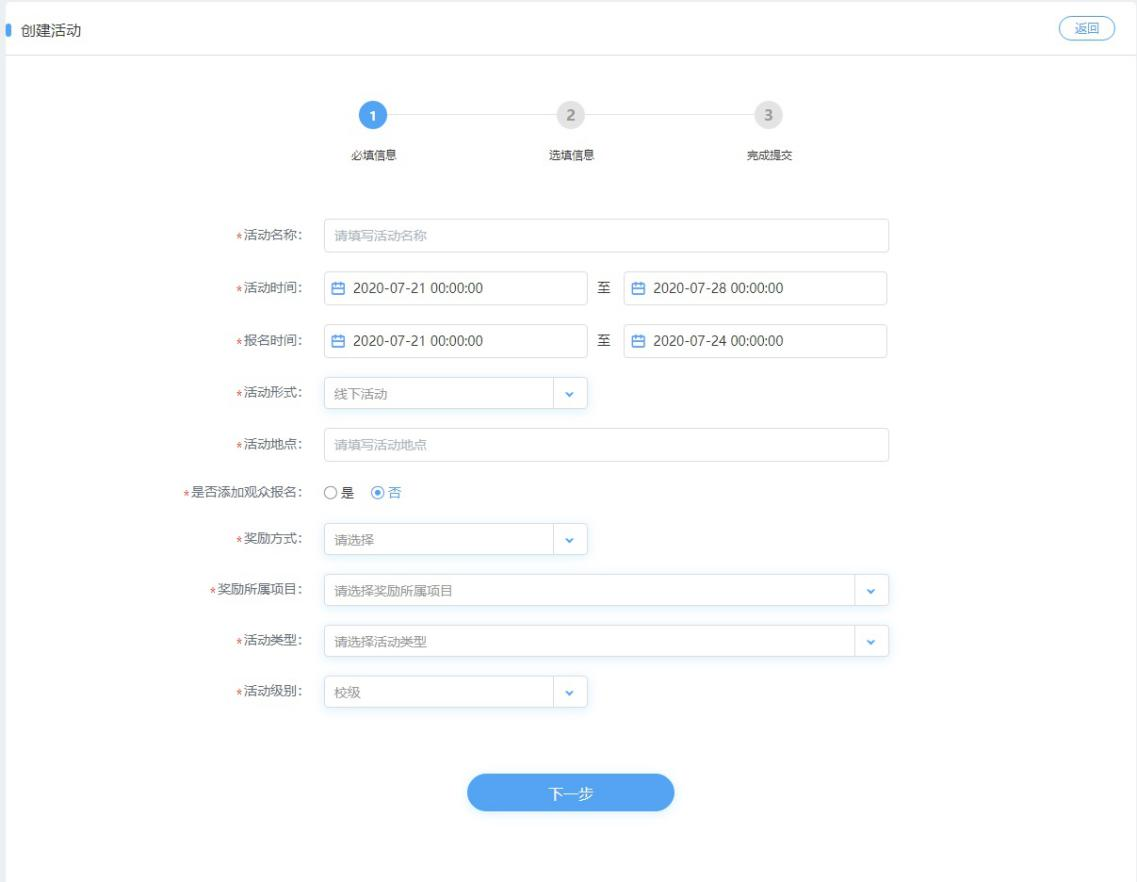 创建活动
返回
1
2
3
必填信息
选填信息
完成提交
*活动名称：
请填写活动名称
*活动时间：
2020-07-21 00:00:00 至 2020-07-28 00:00:00
*报名时间：
2020-07-21 00:00:00 至 2020-07-24 00:00:00
*活动形式：
线下活动
*活动地点：
请填写活动地点
*是否添加观众报名：
是 否
*奖励方式：
请选择
*奖励所属项目：
请选择奖励所属项目
*活动类型：
请选择活动类型
*活动级别：
校级
下一步